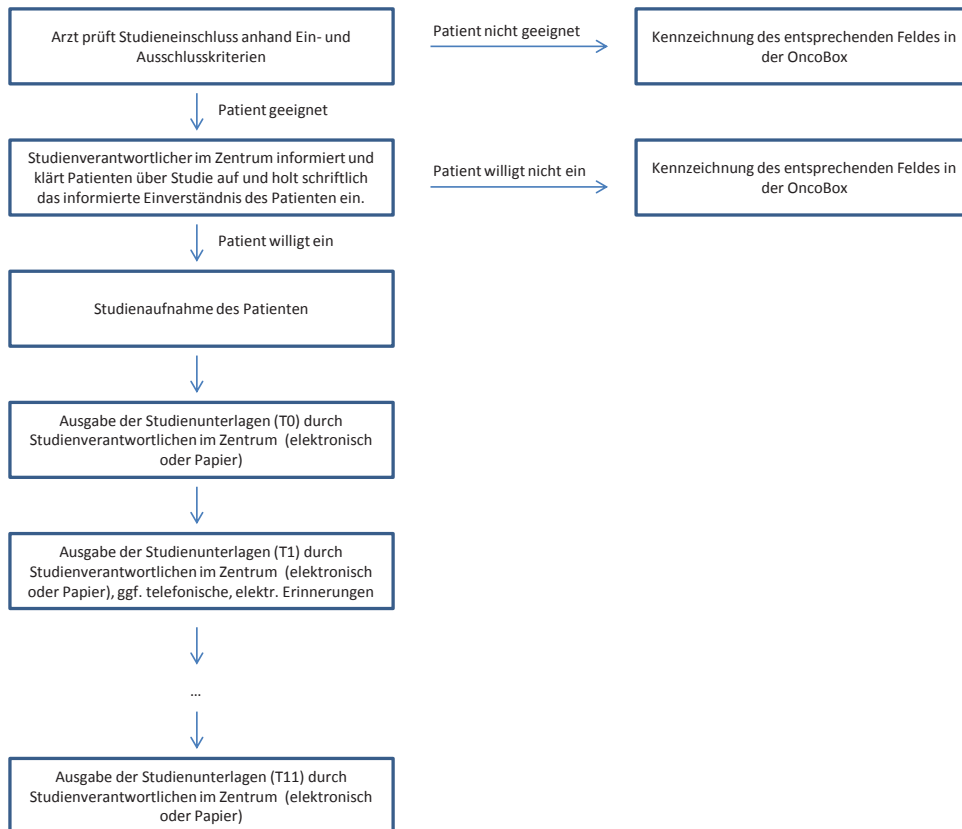 Arzt prüft Studieneinschluss anhand Ein- und
Ausschlusskriterien
Patient nicht geeignet
Kennzeichnung des entsprechenden Feldes in
der OncoBox
Patient geeignet
Studienverantwortlicher im Zentrum informiert und
klärt Patienten über Studie auf und holt schriftlich
das informierte Einverständnis des Patienten ein.
Patient willigt nicht ein
Kennzeichnung des entsprechenden Feldes in
der OncoBox
Patient willigt ein
Studienaufnahme des Patienten
Ausgabe der Studienunterlagen (T0) durch
Studienverantwortlichen im Zentrum (elektronisch
oder Papier)
Ausgabe der Studienunterlagen (T1) durch
Studienverantwortlichen im Zentrum (elektronisch
oder Papier), ggf. telefonische, elektr. Erinnerungen
...
Ausgabe der Studienunterlagen (T11) durch
Studienverantwortlichen im Zentrum (elektronisch
oder Papier)